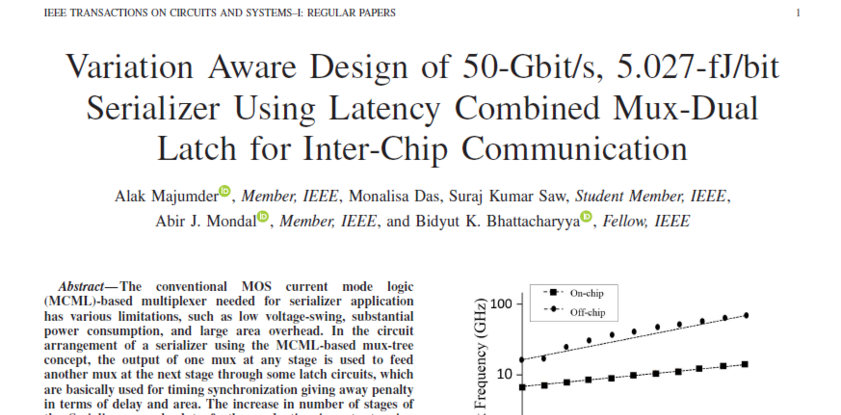 IEEE TRANSACTIONS ON CIRCUITS AND SYSTEMS–I: REGULAR PAPERS 1
Variation Aware Design of 50-Gbit/s, 5.027-fJ/bit
Serializer Using Latency Combined Mux-Dual
Latch for Inter-Chip Communication
Alak Majumder iD, Member, IEEE, Monalisa Das, Suraj Kumar Saw, Student Member, IEEE,
Abir J. Mondal iD, Member, IEEE, and Bidyut K. Bhattacharyya iD, Fellow, IEEE
Abstract—The conventional MOS current mode logic
(MCML)-based multiplexer needed for serializer application
has various limitations, such as low voltage-swing, substantial
power consumption, and large area overhead. In the circuit
arrangement of a serializer using the MCML-based mux-tree
concept, the output of one mux at any stage is used to feed
another mux at the next stage through some latch circuits, which
are basically used for timing synchronization giving away penalty
in terms of delay and area. The increase in number of stages of
On-chip
Off-chip
100
10
Frequency (GHz)